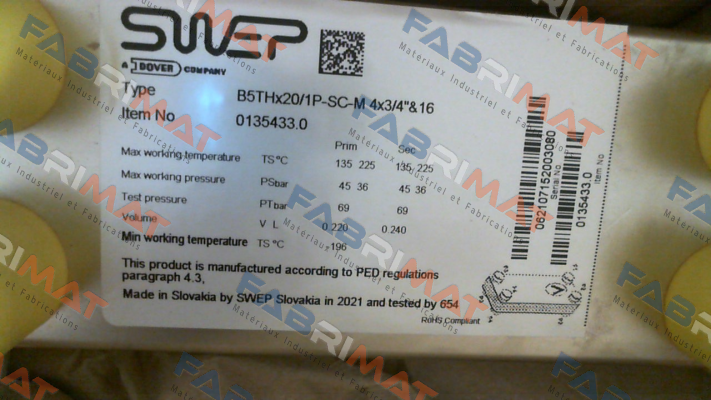 SWEP
A DOVER COMPANY
Type B5THx20/1P-SC-M 4x3/4"&16
Item No 0135433.0
Prim Sec
Max working temperature TS °C 135 225 135 225
Max working pressure PSbar 45 36 45 36
Test pressure PTbar 69 69
Volume V L 0.220 0.240
Min working temperature TS °C -196
This product is manufactured according to PED regulations
paragraph 4.3,
Made in Slovakia by SWEP Slovakia in 2021 and tested by 654
RoHS Compliant
062107152003080
Serial No
0135433.0
Item No
FABRIMAT
Materiaux Industriel et Fabrications